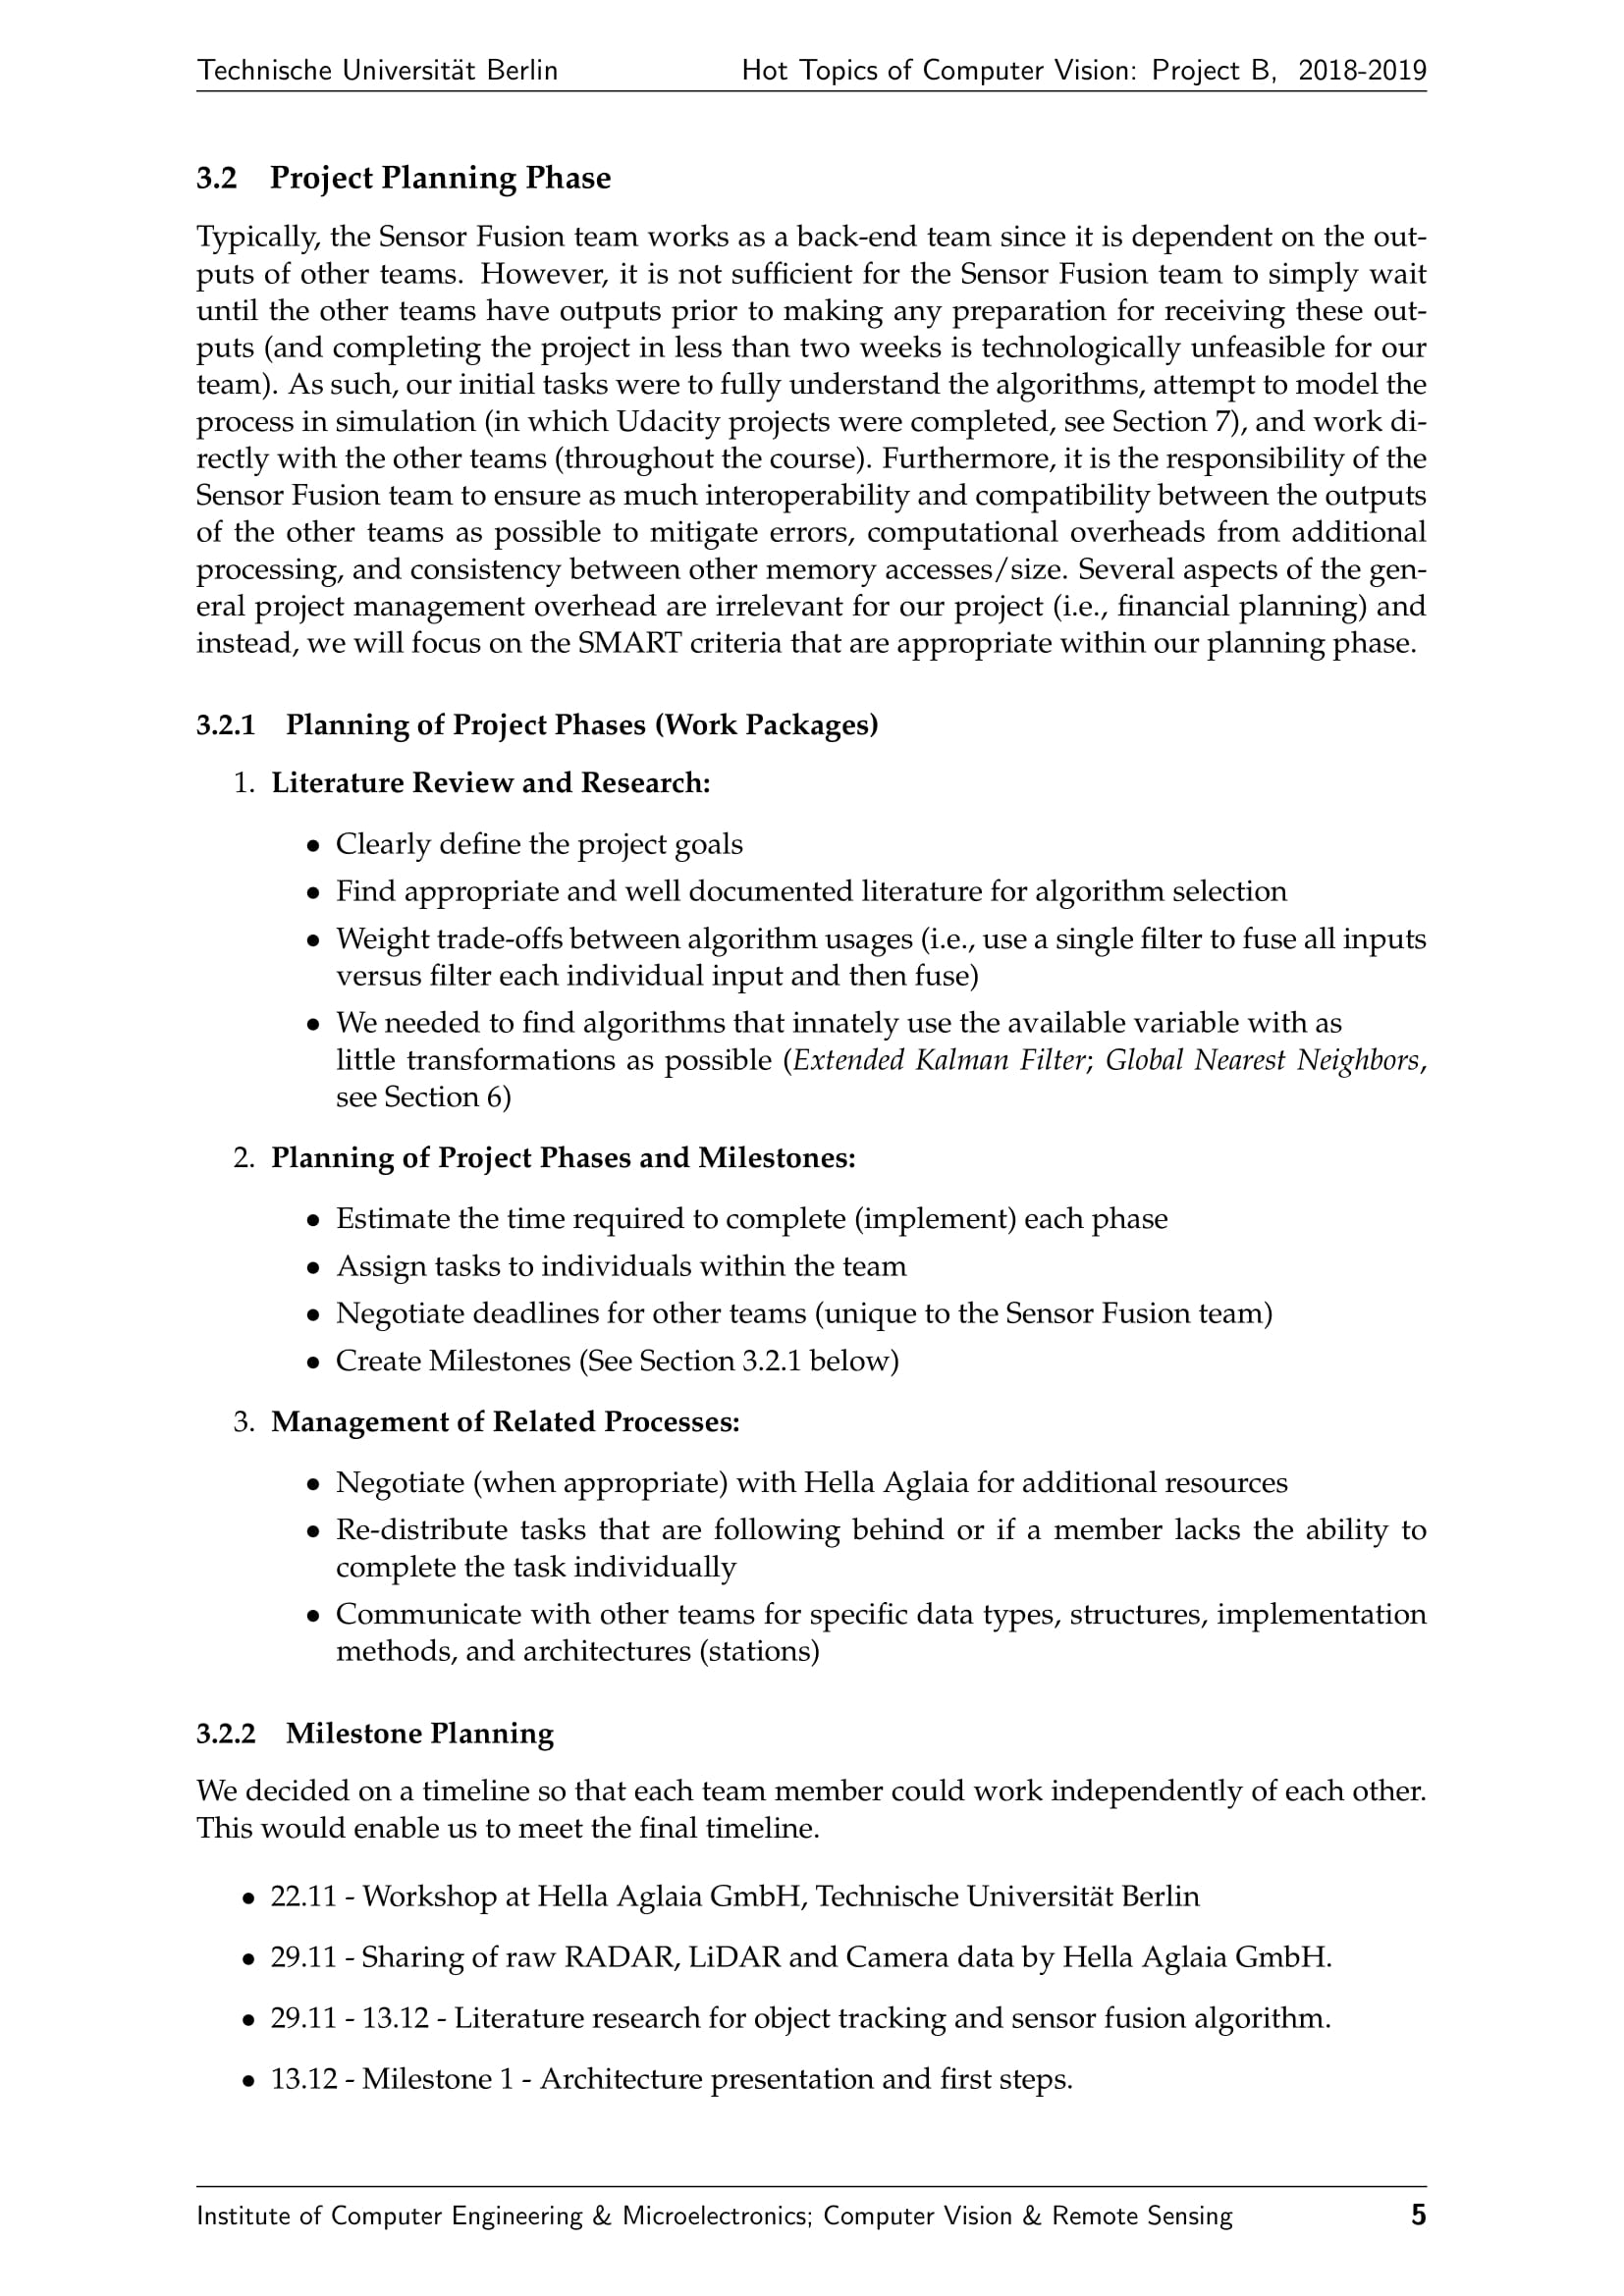 Technische Universität Berlin Hot Topics of Computer Vision: Project B, 2018-2019
3.2 Project Planning Phase
Typically, the Sensor Fusion team works as a back-end team since it is dependent on the out-
puts of other teams. However, it is not sufficient for the Sensor Fusion team to simply wait
until the other teams have outputs prior to making any preparation for receiving these out-
puts (and completing the project in less than two weeks is technologically unfeasible for our
team). As such, our initial tasks were to fully understand the algorithms, attempt to model the
process in simulation (in which Udacity projects were completed, see Section 7), and work di-
rectly with the other teams (throughout the course). Furthermore, it is the responsibility of the
Sensor Fusion team to ensure as much interoperability and compatibility between the outputs
of the other teams as possible to mitigate errors, computational overheads from additional
processing, and consistency between other memory accesses/size. Several aspects of the gen-
eral project management overhead are irrelevant for our project (i.e., financial planning) and
instead, we will focus on the SMART criteria that are appropriate within our planning phase.
3.2.1 Planning of Project Phases (Work Packages)
1. Literature Review and Research:
• Clearly define the project goals
• Find appropriate and well documented literature for algorithm selection
• Weight trade-offs between algorithm usages (i.e., use a single filter to fuse all inputs
versus filter each individual input and then fuse)
• We needed to find algorithms that innately use the available variable with as
little transformations as possible (Extended Kalman Filter; Global Nearest Neighbors,
see Section 6)
2. Planning of Project Phases and Milestones:
• Estimate the time required to complete (implement) each phase
• Assign tasks to individuals within the team
• Negotiate deadlines for other teams (unique to the Sensor Fusion team)
• Create Milestones (See Section 3.2.1 below)
3. Management of Related Processes:
• Negotiate (when appropriate) with Hella Aglaia for additional resources
• Re-distribute tasks that are following behind or if a member lacks the ability to
complete the task individually
• Communicate with other teams for specific data types, structures, implementation
methods, and architectures (stations)
3.2.2 Milestone Planning
We decided on a timeline so that each team member could work independently of each other.
This would enable us to meet the final timeline.
• 22.11 - Workshop at Hella Aglaia GmbH, Technische Universität Berlin
• 29.11 - Sharing of raw RADAR, LiDAR and Camera data by Hella Aglaia GmbH.
• 29.11 - 13.12 - Literature research for object tracking and sensor fusion algorithm.
• 13.12 - Milestone 1 - Architecture presentation and first steps.
Institute of Computer Engineering & Microelectronics; Computer Vision & Remote Sensing 5